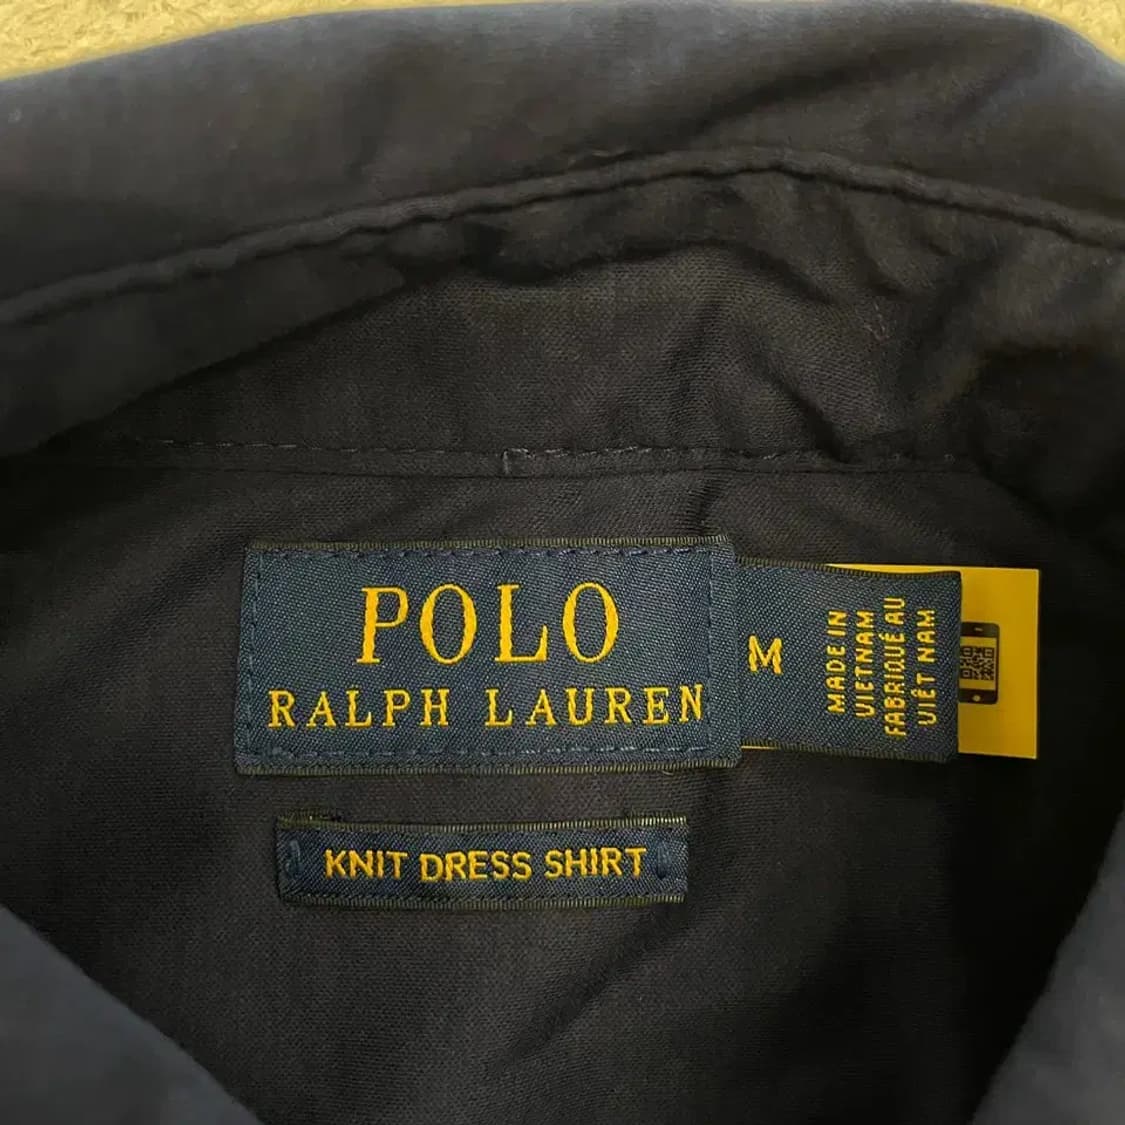 POLO
RALPH LAUREN
M
MADE IN
VIETNAM
FABRIQUÉ AU
VIÊT NAM
KNIT DRESS SHIRT